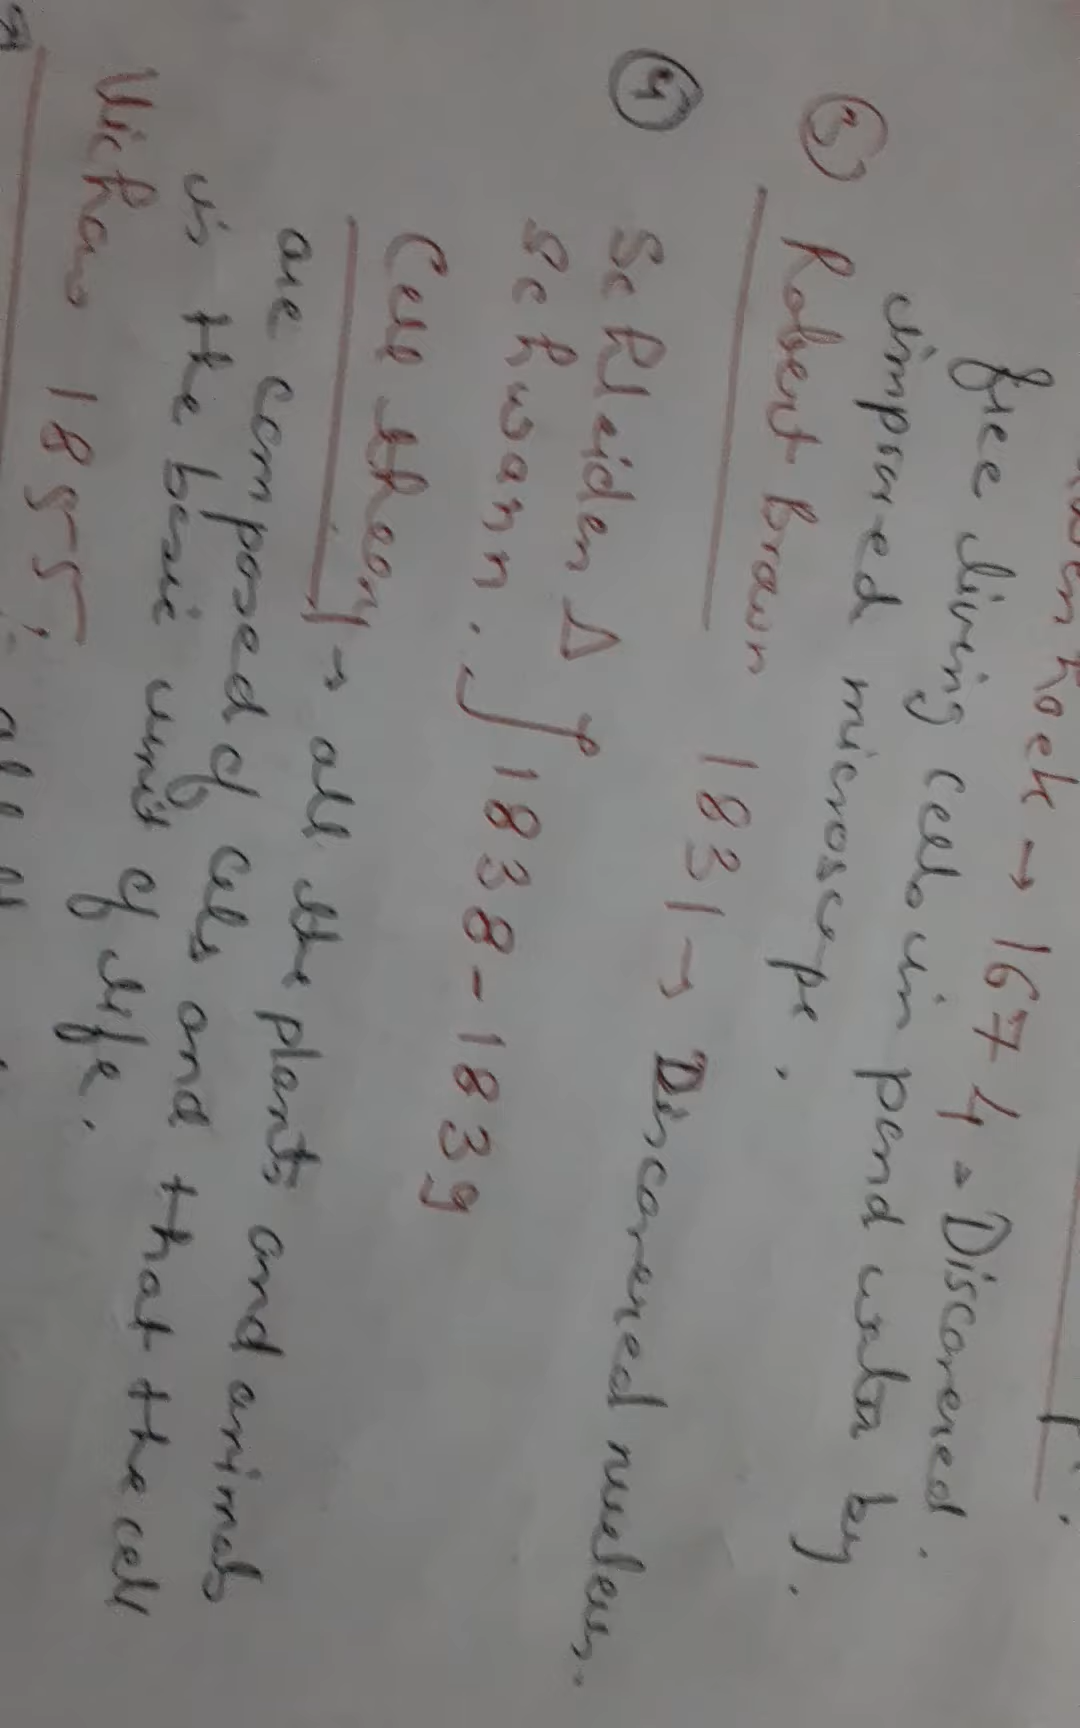 → 1674 → Discovered.
free living cells in pond water by.
improved microscope.
③ Robert brown 1831 → Discovered nucleus.
④ Schleiden &
Schwann. } 1838 - 1839
Cell theory → all the plants and animals
are composed of cells and that the cell
is the basic unit of life.
1855,